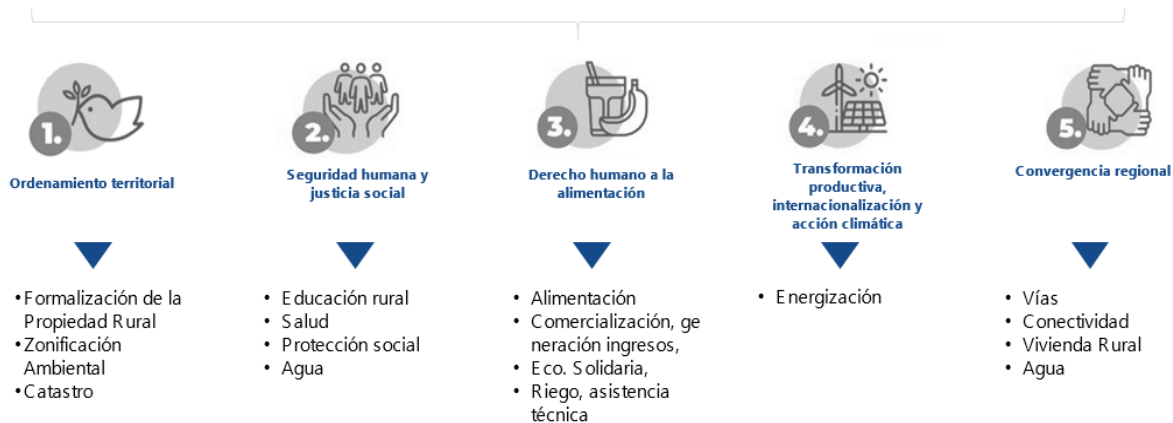 1.
Ordenamiento territorial
•Formalización de la
Propiedad Rural
•Zonificación
Ambiental
•Catastro
2.
Seguridad humana y
justicia social
• Educación rural
• Salud
• Protección social
• Agua
3.
Derecho humano a la
alimentación
• Alimentación
• Comercialización, ge
neración ingresos,
• Eco. Solidaria,
• Riego, asistencia
técnica
4.
Transformación
productiva,
internacionalización y
acción climática
• Energización
5.
Convergencia regional
• Vías
• Conectividad
• Vivienda Rural
• Agua